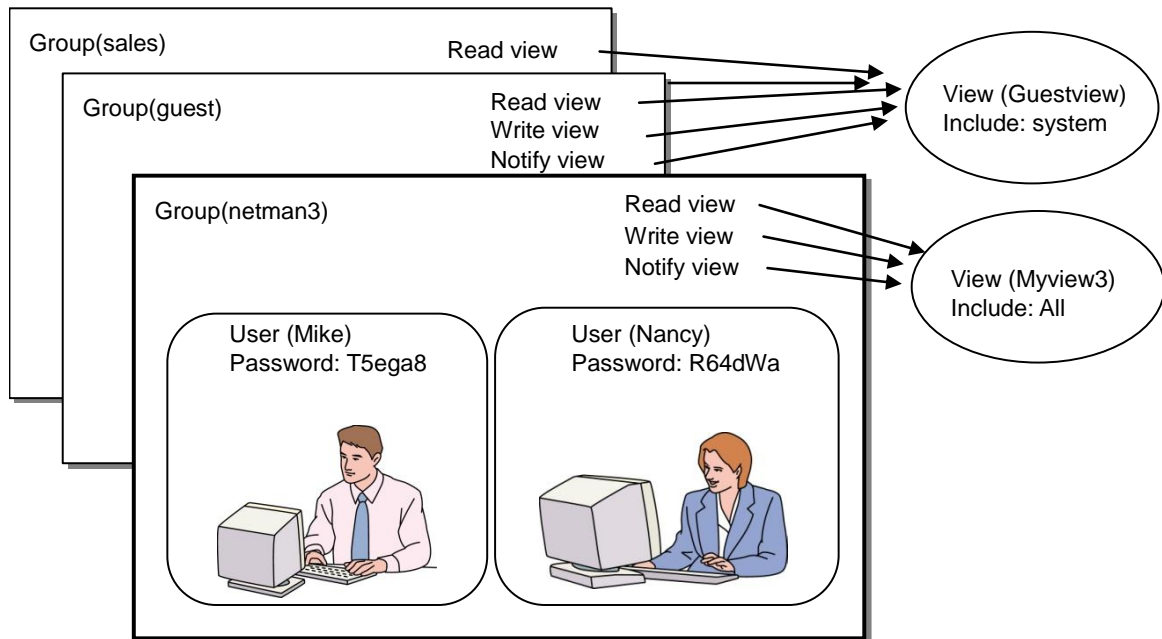 Group(sales)
Read view
Group(guest)
Read view
Write view
Notify view
View (Guestview)
Include: system
Group(netman3)
Read view
Write view
Notify view
View (Myview3)
Include: All
User (Mike)
Password: T5ega8
User (Nancy)
Password: R64dWa